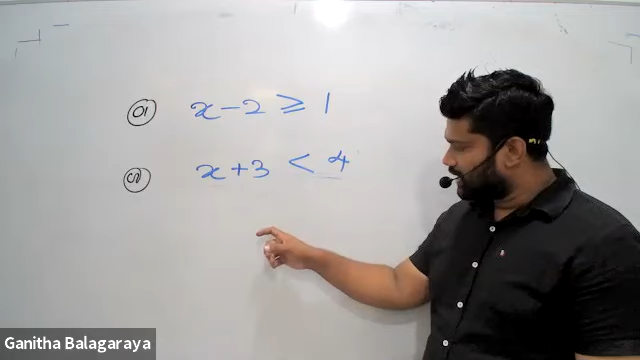 01 x - 2 ≥ 1
02 x + 3 < 4
Ganitha Balagaraya